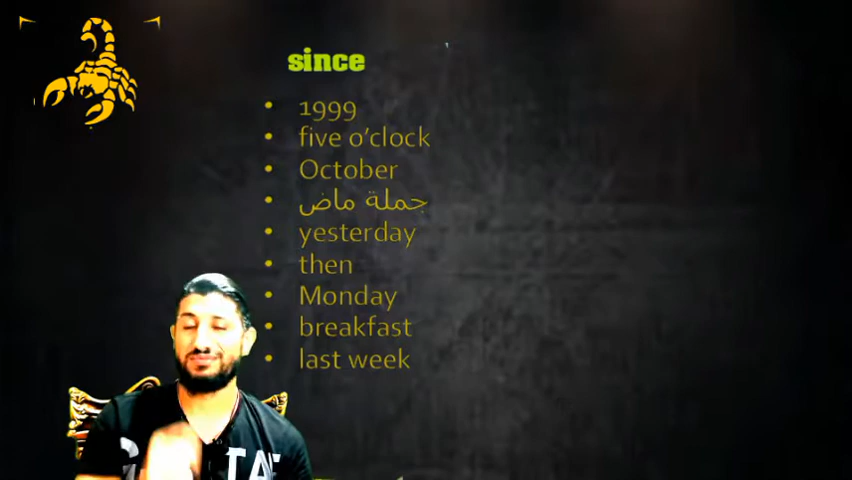 since
• 1999
• five o'clock
• October
• جملة ماض
• yesterday
• then
• Monday
• breakfast
• last week